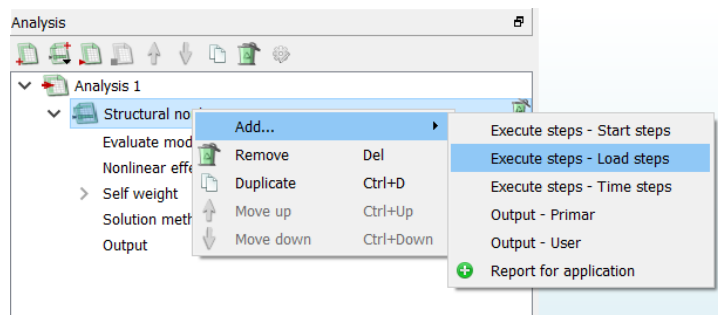 Analysis
Analysis 1
Structural no
Evaluate mod
Nonlinear effe
Self weight
Solution meth
Output
Add...
Remove Del
Duplicate Ctrl+D
Move up Ctrl+Up
Move down Ctrl+Down
Execute steps - Start steps
Execute steps - Load steps
Execute steps - Time steps
Output - Primar
Output - User
Report for application